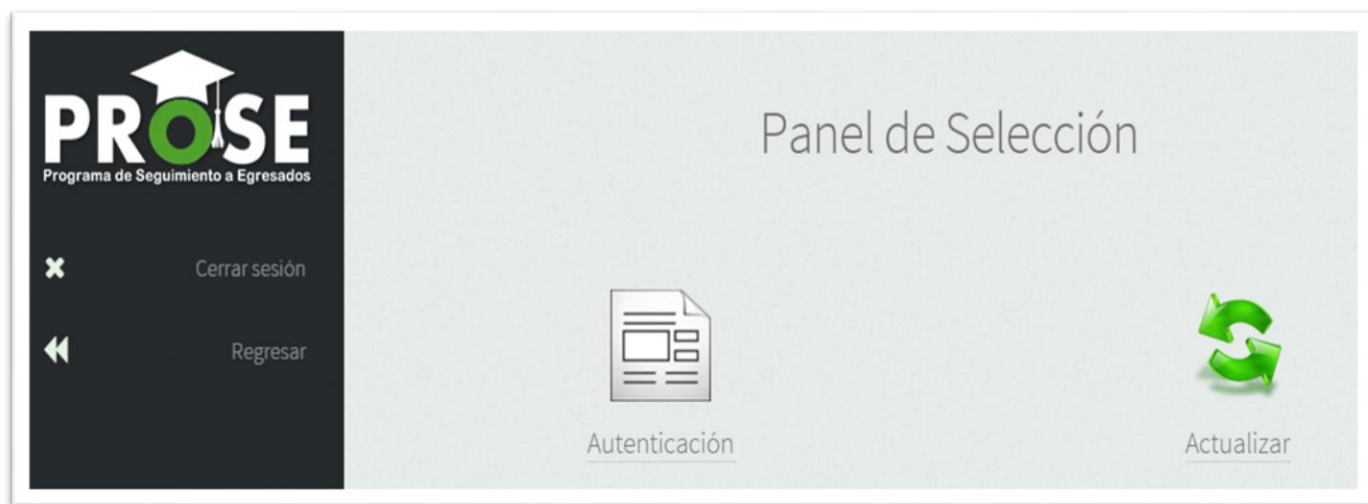 PROSE
Programa de Seguimiento a Egresados
Cerrar sesión
Regresar
Panel de Selección
Autenticación
Actualizar